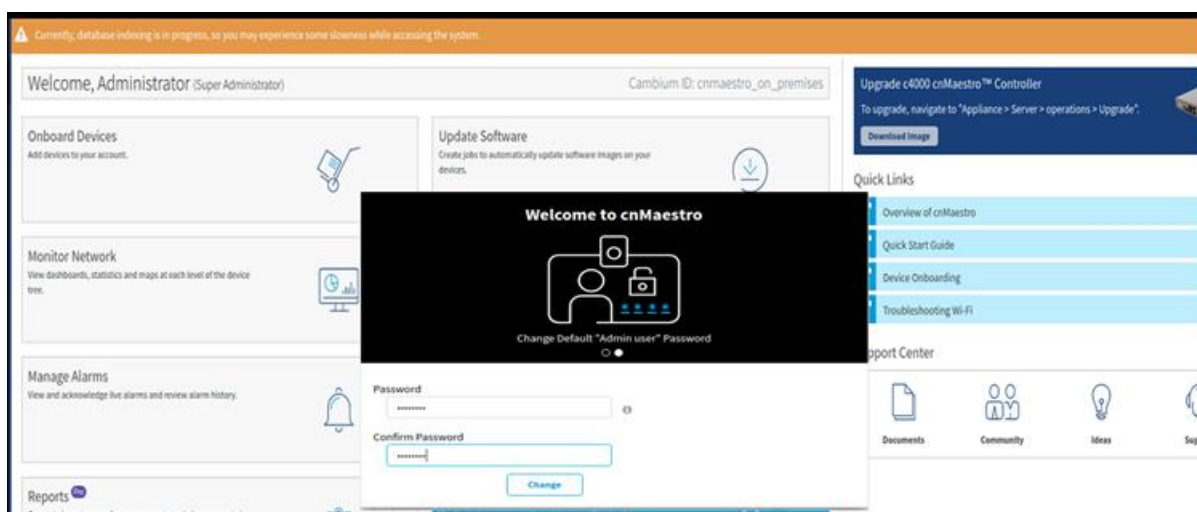 Currently, database indexing is in progress, so you may experience some slowness while accessing the system.
Welcome, Administrator (Super Administrator)
Cambium ID: cnmaestro_on_premises
Onboard Devices
Add devices to your account.
Update Software
Create jobs to automatically update software images on your
devices.
Monitor Network
View dashboards, statistics and maps at each level of the device
tree.
Manage Alarms
View and acknowledge live alarms and review alarm history.
Reports Pro
Welcome to cnMaestro
Change Default "Admin user" Password
Password
Confirm Password
Change
Upgrade c4000 cnMaestro™ Controller
To upgrade, navigate to "Appliance > Server > operations > Upgrade".
Download Image
Quick Links
Overview of cnMaestro
Quick Start Guide
Device Onboarding
Troubleshooting Wi-Fi
pport Center
Documents
Community
Ideas
Sup